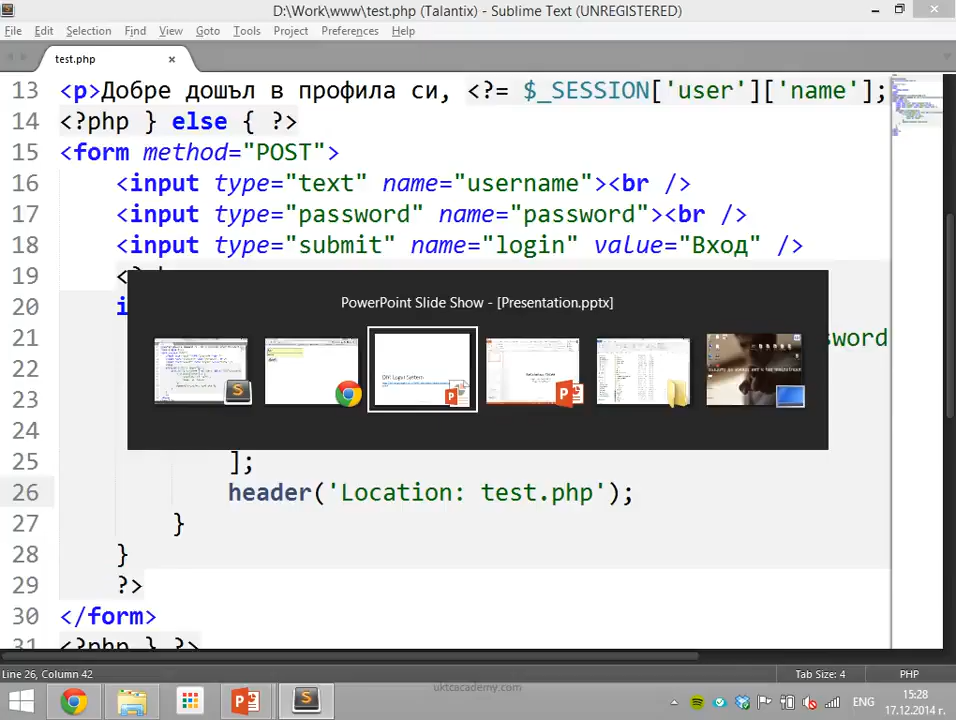 D:\Work\www\test.php (Talantix) - Sublime Text (UNREGISTERED)
File Edit Selection Find View Goto Tools Project Preferences Help
test.php
13 <p>Добре дошъл в профила си, <?= $_SESSION['user']['name'];
14 <?php } else { ?>
15 <form method="POST">
16 <input type="text" name="username"><br />
17 <input type="password" name="password"><br />
18 <input type="submit" name="login" value="Вход" />
19
20
PowerPoint Slide Show - [Presentation.pptx]
21 sword
22
23
24
25 ];
26 header('Location: test.php');
27 }
28 }
29 ?>
30 </form>
31 <?php } ?>
Line 26, Column 42
Tab Size: 4
PHP
uktcacademy.com
ENG
15:28
17.12.2014 г.